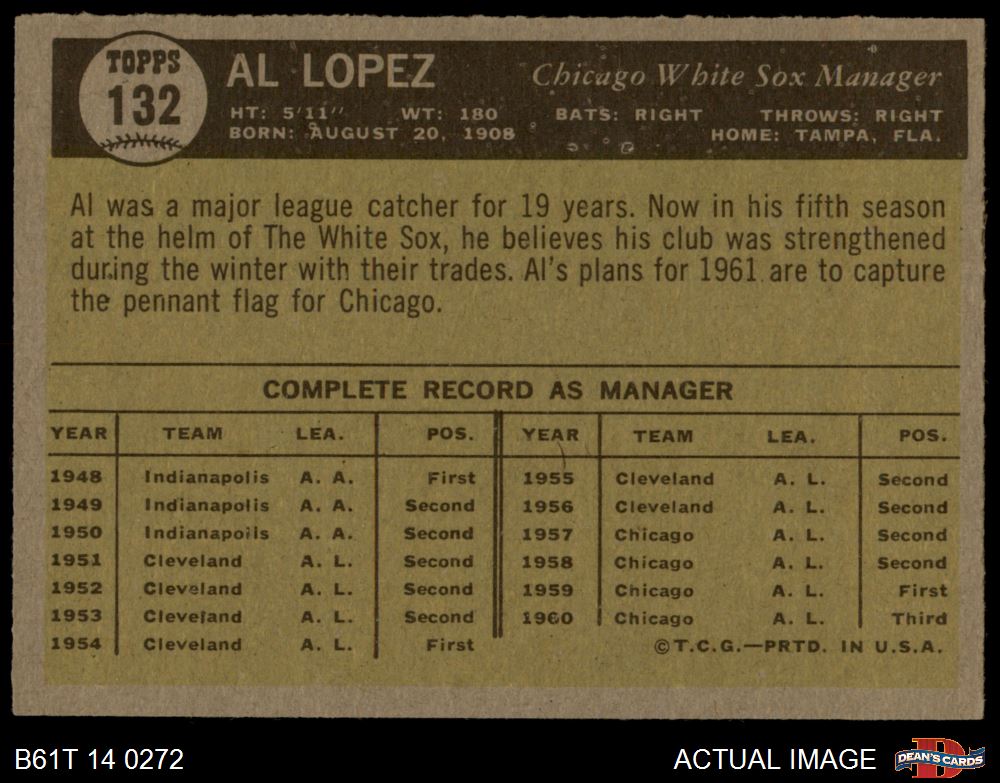 TOPPS
132
AL LOPEZ
Chicago White Sox Manager
HT: 5'11" WT: 180 BATS: RIGHT THROWS: RIGHT
BORN: AUGUST 20, 1908 HOME: TAMPA, FLA.
Al was a major league catcher for 19 years. Now in his fifth season
at the helm of The White Sox, he believes his club was strengthened
during the winter with their trades. Al's plans for 1961 are to capture
the pennant flag for Chicago.
COMPLETE RECORD AS MANAGER
YEAR TEAM LEA. POS. YEAR TEAM LEA. POS.
1948 Indianapolis A. A. First 1955 Cleveland A. L. Second
1949 Indianapolis A. A. Second 1956 Cleveland A. L. Second
1950 Indianapolis A. A. Second 1957 Chicago A. L. Second
1951 Cleveland A. L. Second 1958 Chicago A. L. Second
1952 Cleveland A. L. Second 1959 Chicago A. L. First
1953 Cleveland A. L. Second 1960 Chicago A. L. Third
1954 Cleveland A. L. First ©T.C.G.—PRTD. IN U.S.A.
B61T 14 0272 ACTUAL IMAGE DEAN'S CARDS